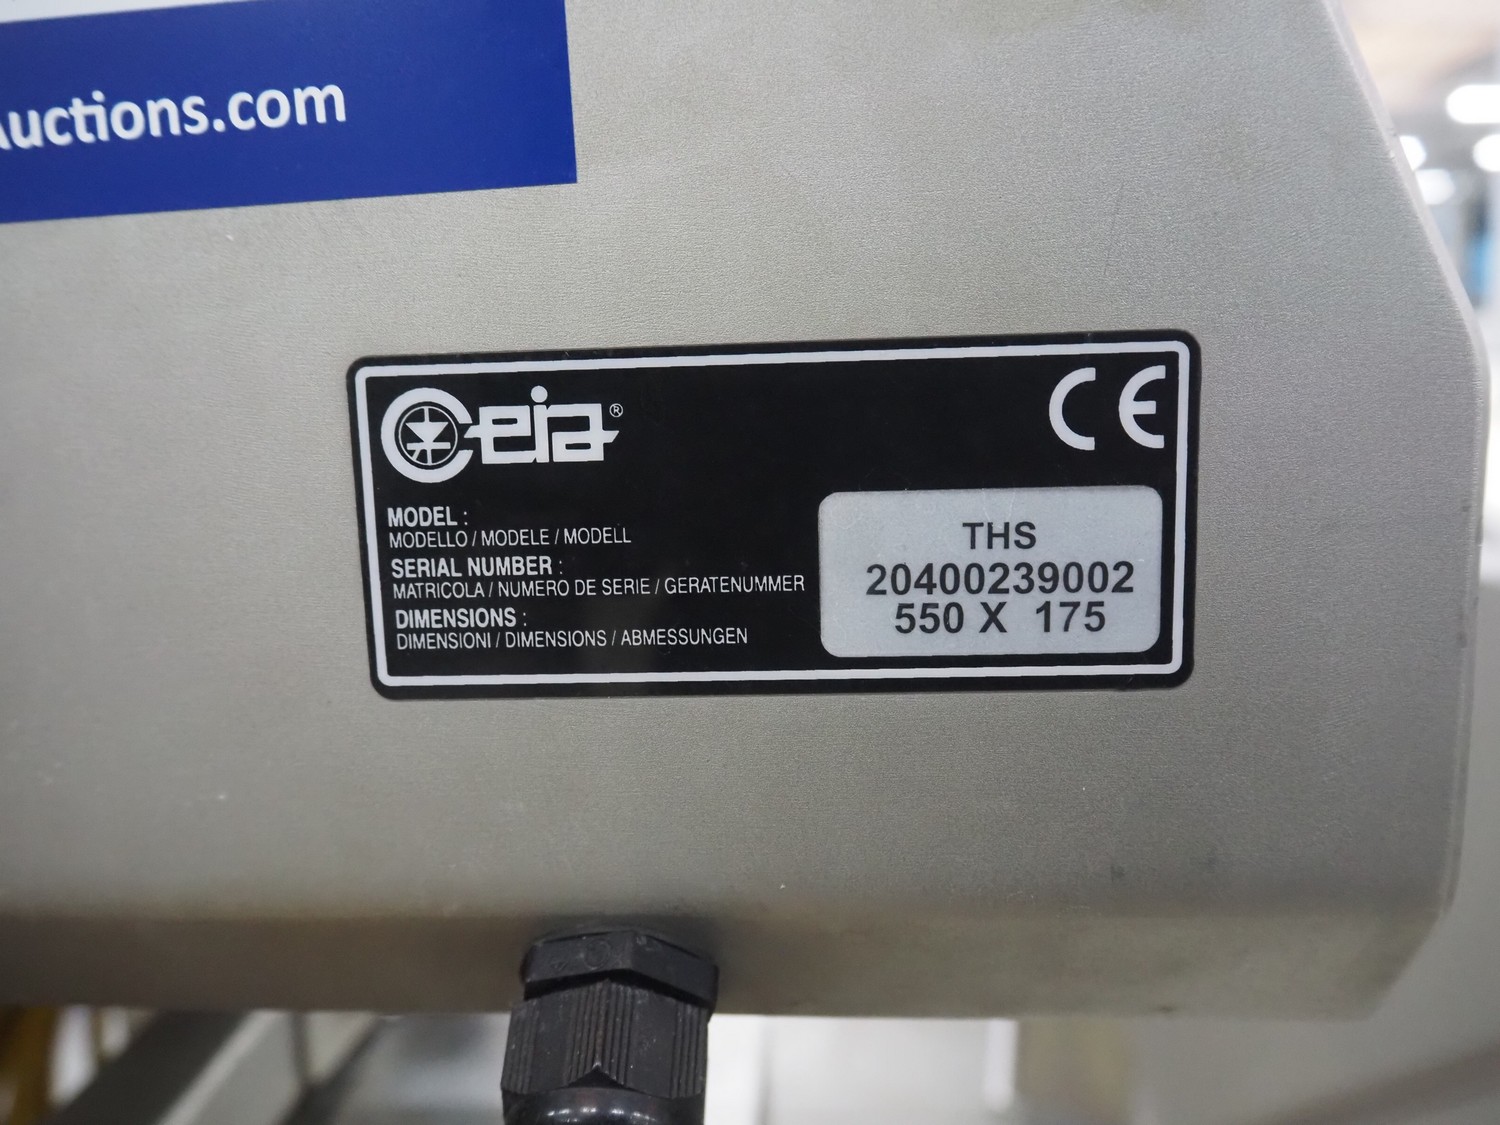 Auctions.com
Ceia®
CE
MODEL :
MODELLO / MODELE / MODELL
SERIAL NUMBER :
MATRICOLA / NUMERO DE SERIE / GERATENUMMER
DIMENSIONS :
DIMENSIONI / DIMENSIONS / ABMESSUNGEN
THS
20400239002
550 X 175